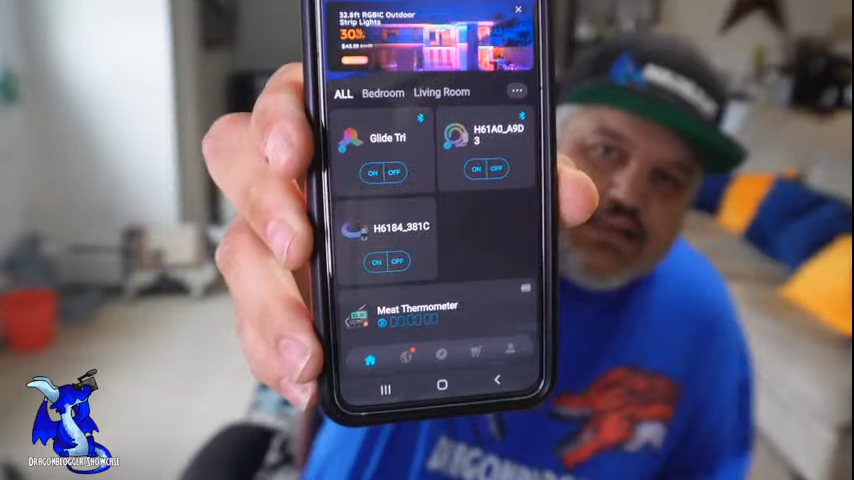 32.8ft RGBIC Outdoor
Strip Lights
30%
ALL Bedroom Living Room
Glide Tri
H61A0_A9D
3
ON OFF
ON OFF
H6184_381C
ON OFF
Meat Thermometer
DRAGONBLOGGER SHOWCASE